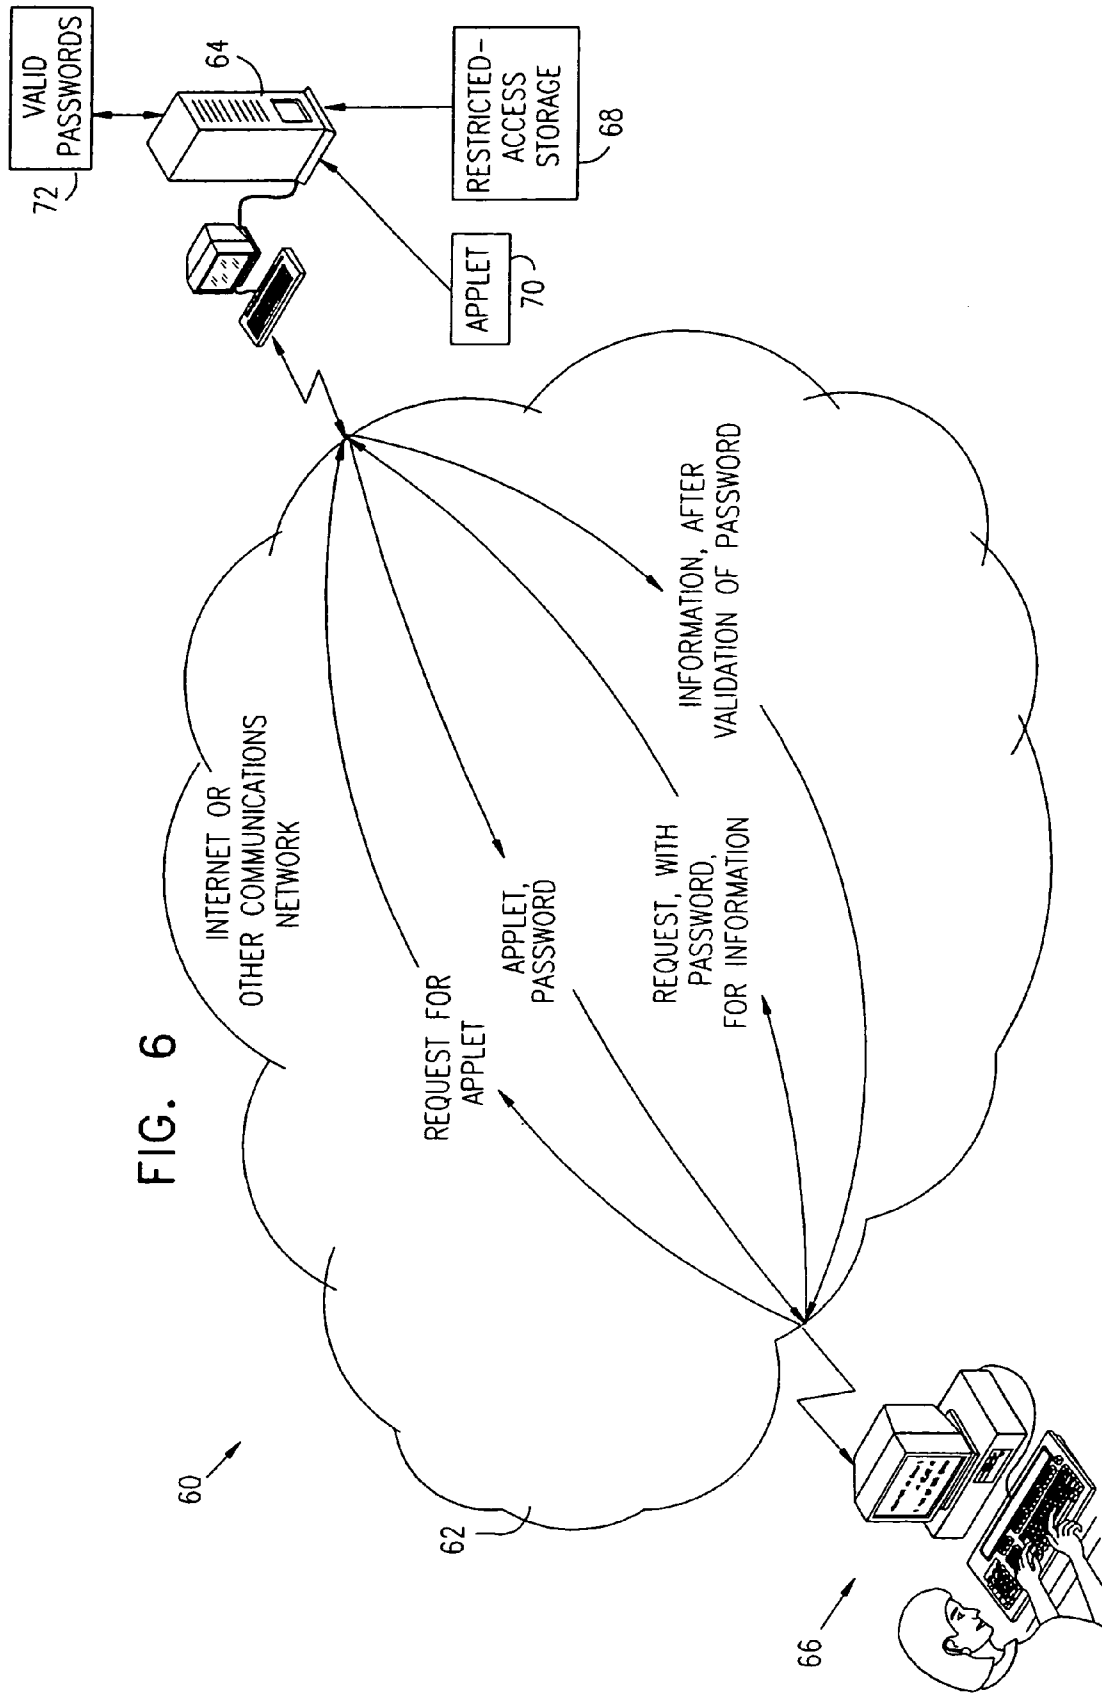 FIG. 6
60
62
INTERNET OR
OTHER COMMUNICATIONS
NETWORK
REQUEST FOR
APPLET
APPLET,
PASSWORD
REQUEST, WITH
PASSWORD,
FOR INFORMATION
INFORMATION, AFTER
VALIDATION OF PASSWORD
66
VALID
PASSWORDS
72
64
APPLET
70
RESTRICTED-
ACCESS
STORAGE
68